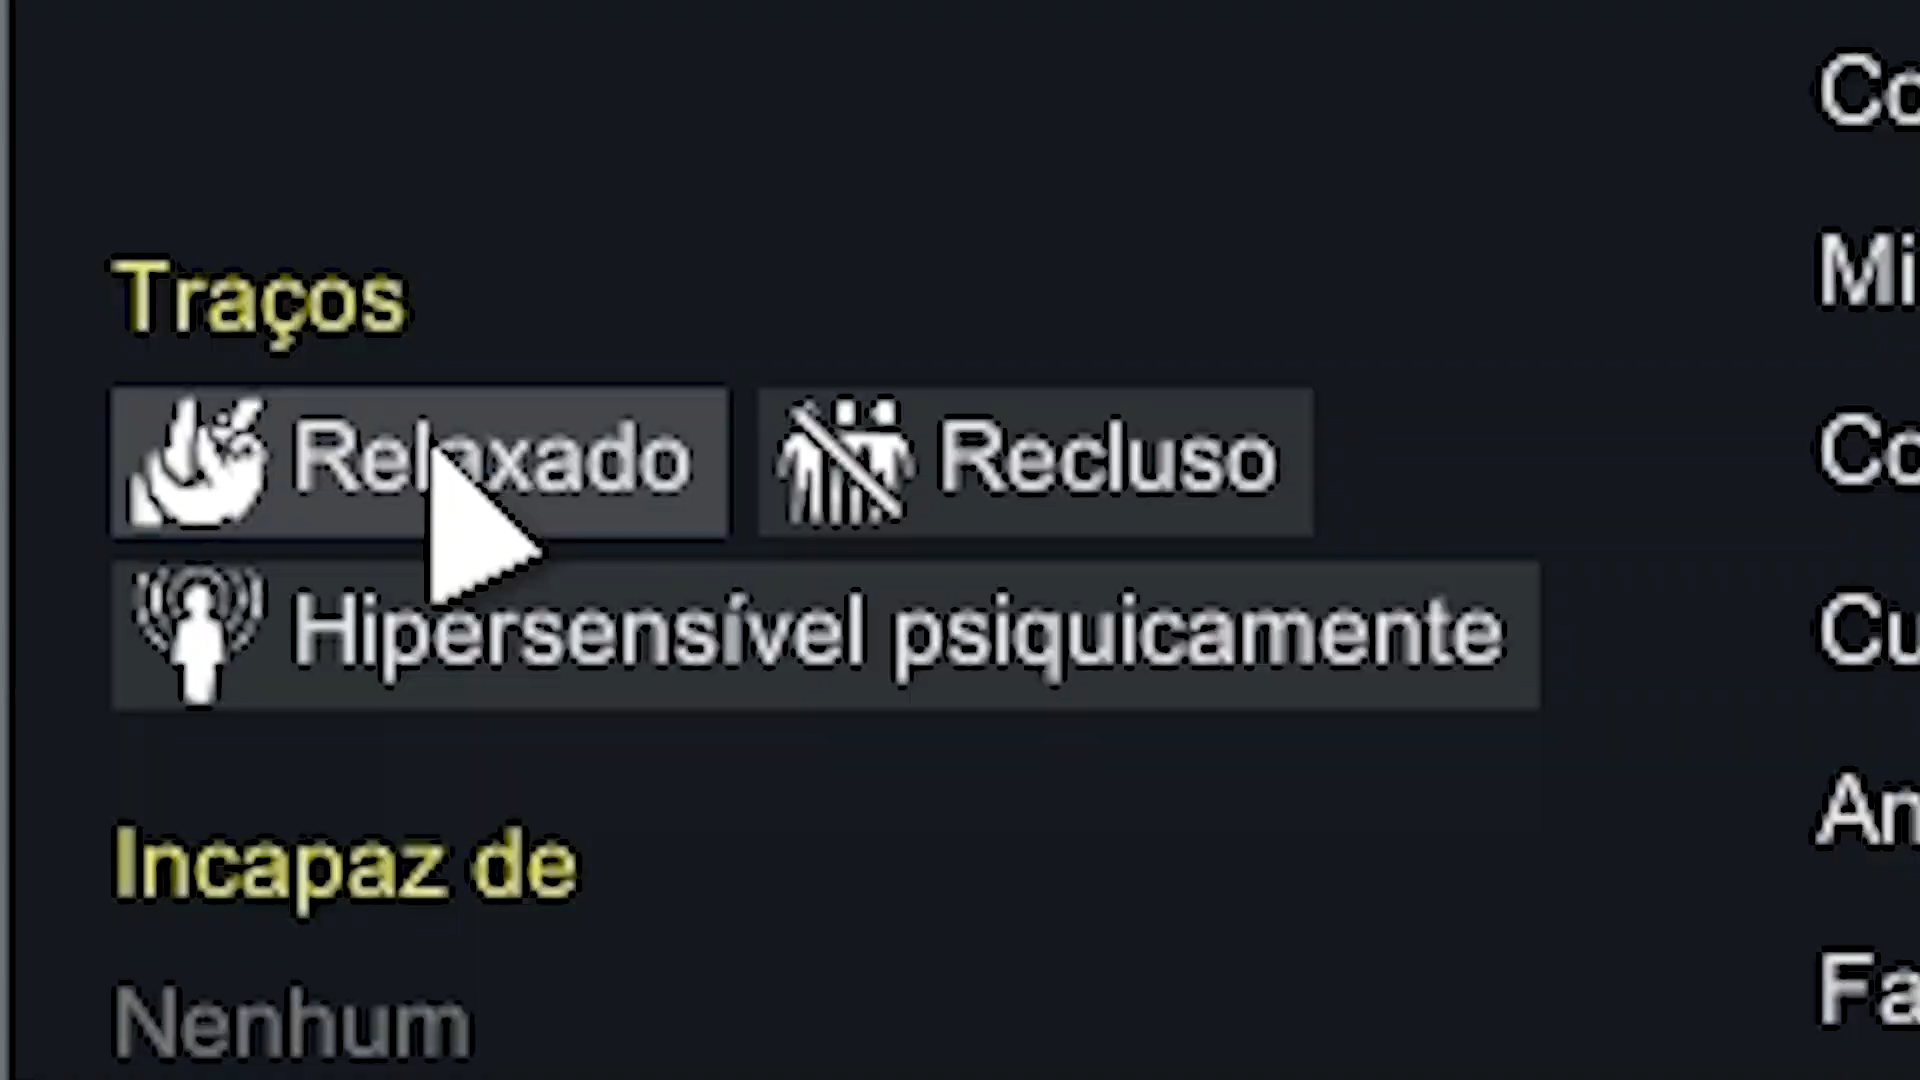 Traços
Relaxado
Recluso
Hipersensível psiquicamente
Incapaz de
Nenhum